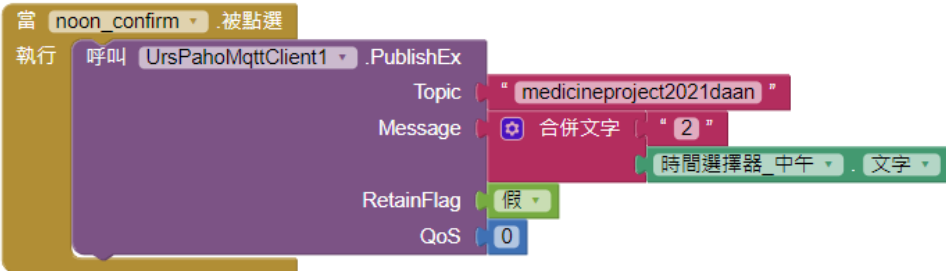 當 noon_confirm .被點選
執行 呼叫 UrsPahoMqttClient1 .PublishEx
Topic " medicineproject2021daan "
Message 合併文字 " 2 "
時間選擇器_中午 . 文字
RetainFlag 假
QoS 0